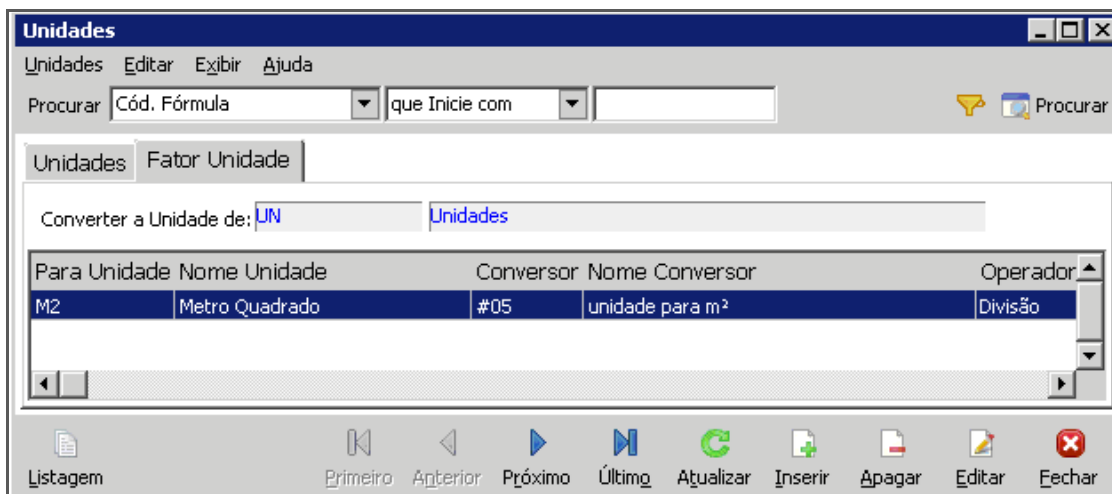 Unidades
Unidades Editar Exibir Ajuda
Procurar Cód. Fórmula que Inicie com Procurar
Unidades Fator Unidade
Converter a Unidade de: UN Unidades
Para Unidade Nome Unidade Conversor Nome Conversor Operador
M2 Metro Quadrado #05 unidade para m² Divisão
Listagem Primeiro Anterior Próximo Último Atualizar Inserir Apagar Editar Fechar